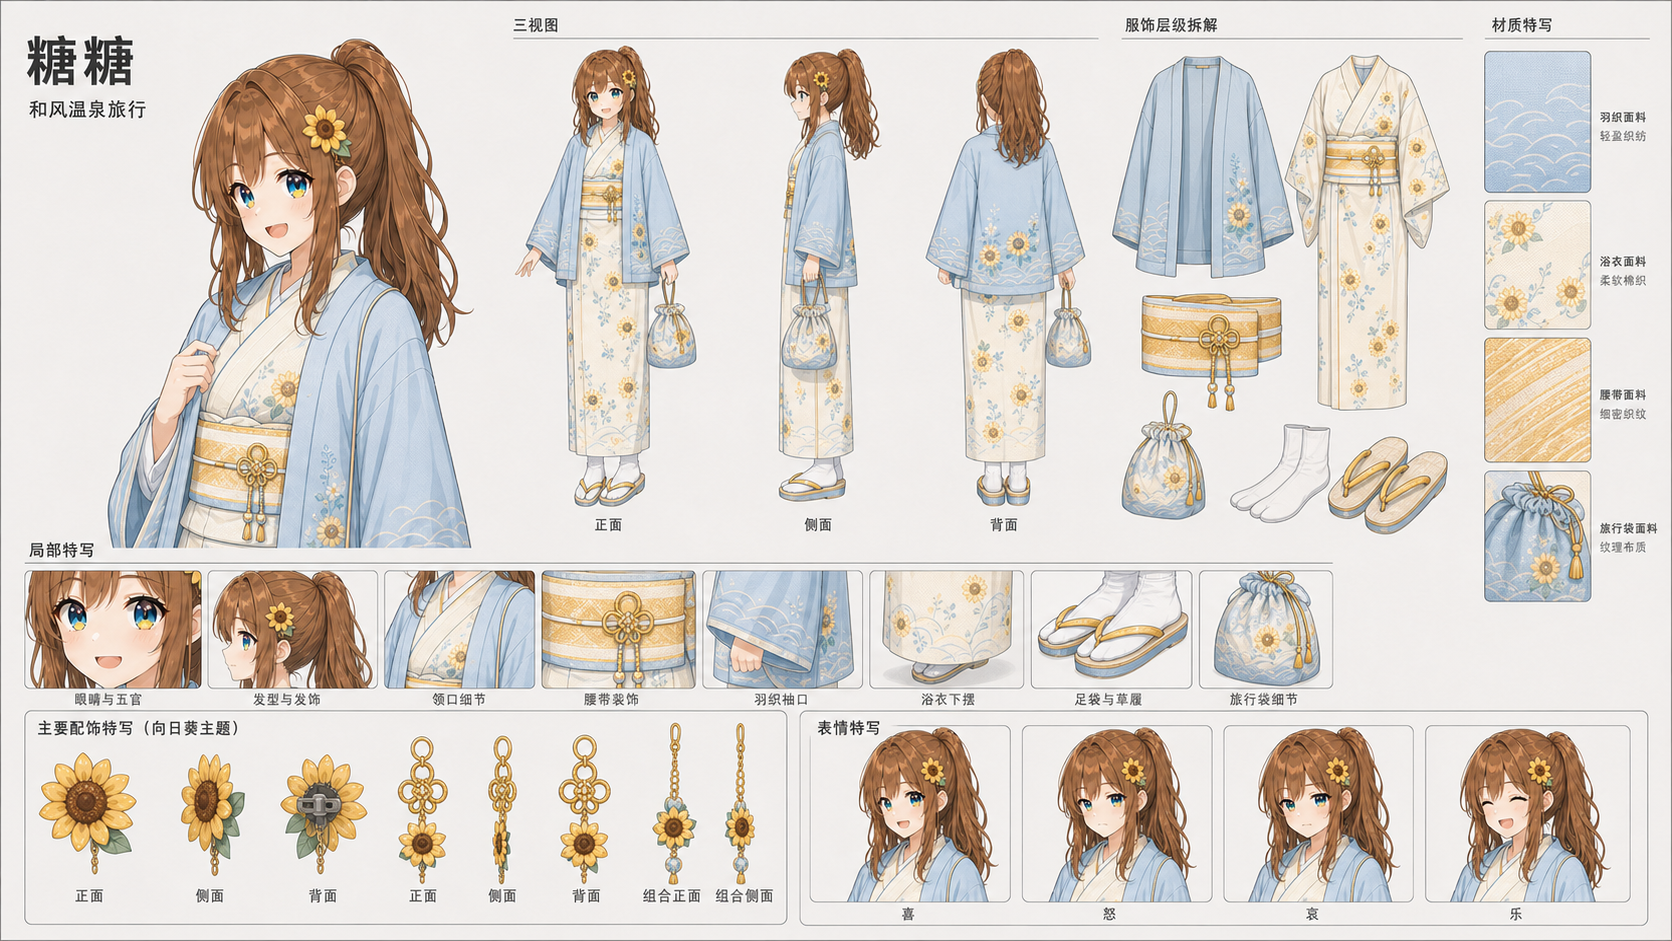 糖糖
和风温泉旅行
三视图
正面
侧面
背面
服饰层级拆解
材质特写
羽织面料
轻盈织纺
浴衣面料
柔软棉织
腰带面料
细密织纹
旅行袋面料
纹理布质
局部特写
眼睛与五官
发型与发饰
领口细节
腰带装饰
羽织袖口
浴衣下摆
足袋与草履
旅行袋细节
主要配饰特写（向日葵主题）
正面
侧面
背面
正面
侧面
背面
组合正面
组合侧面
表情特写
喜
怒
哀
乐